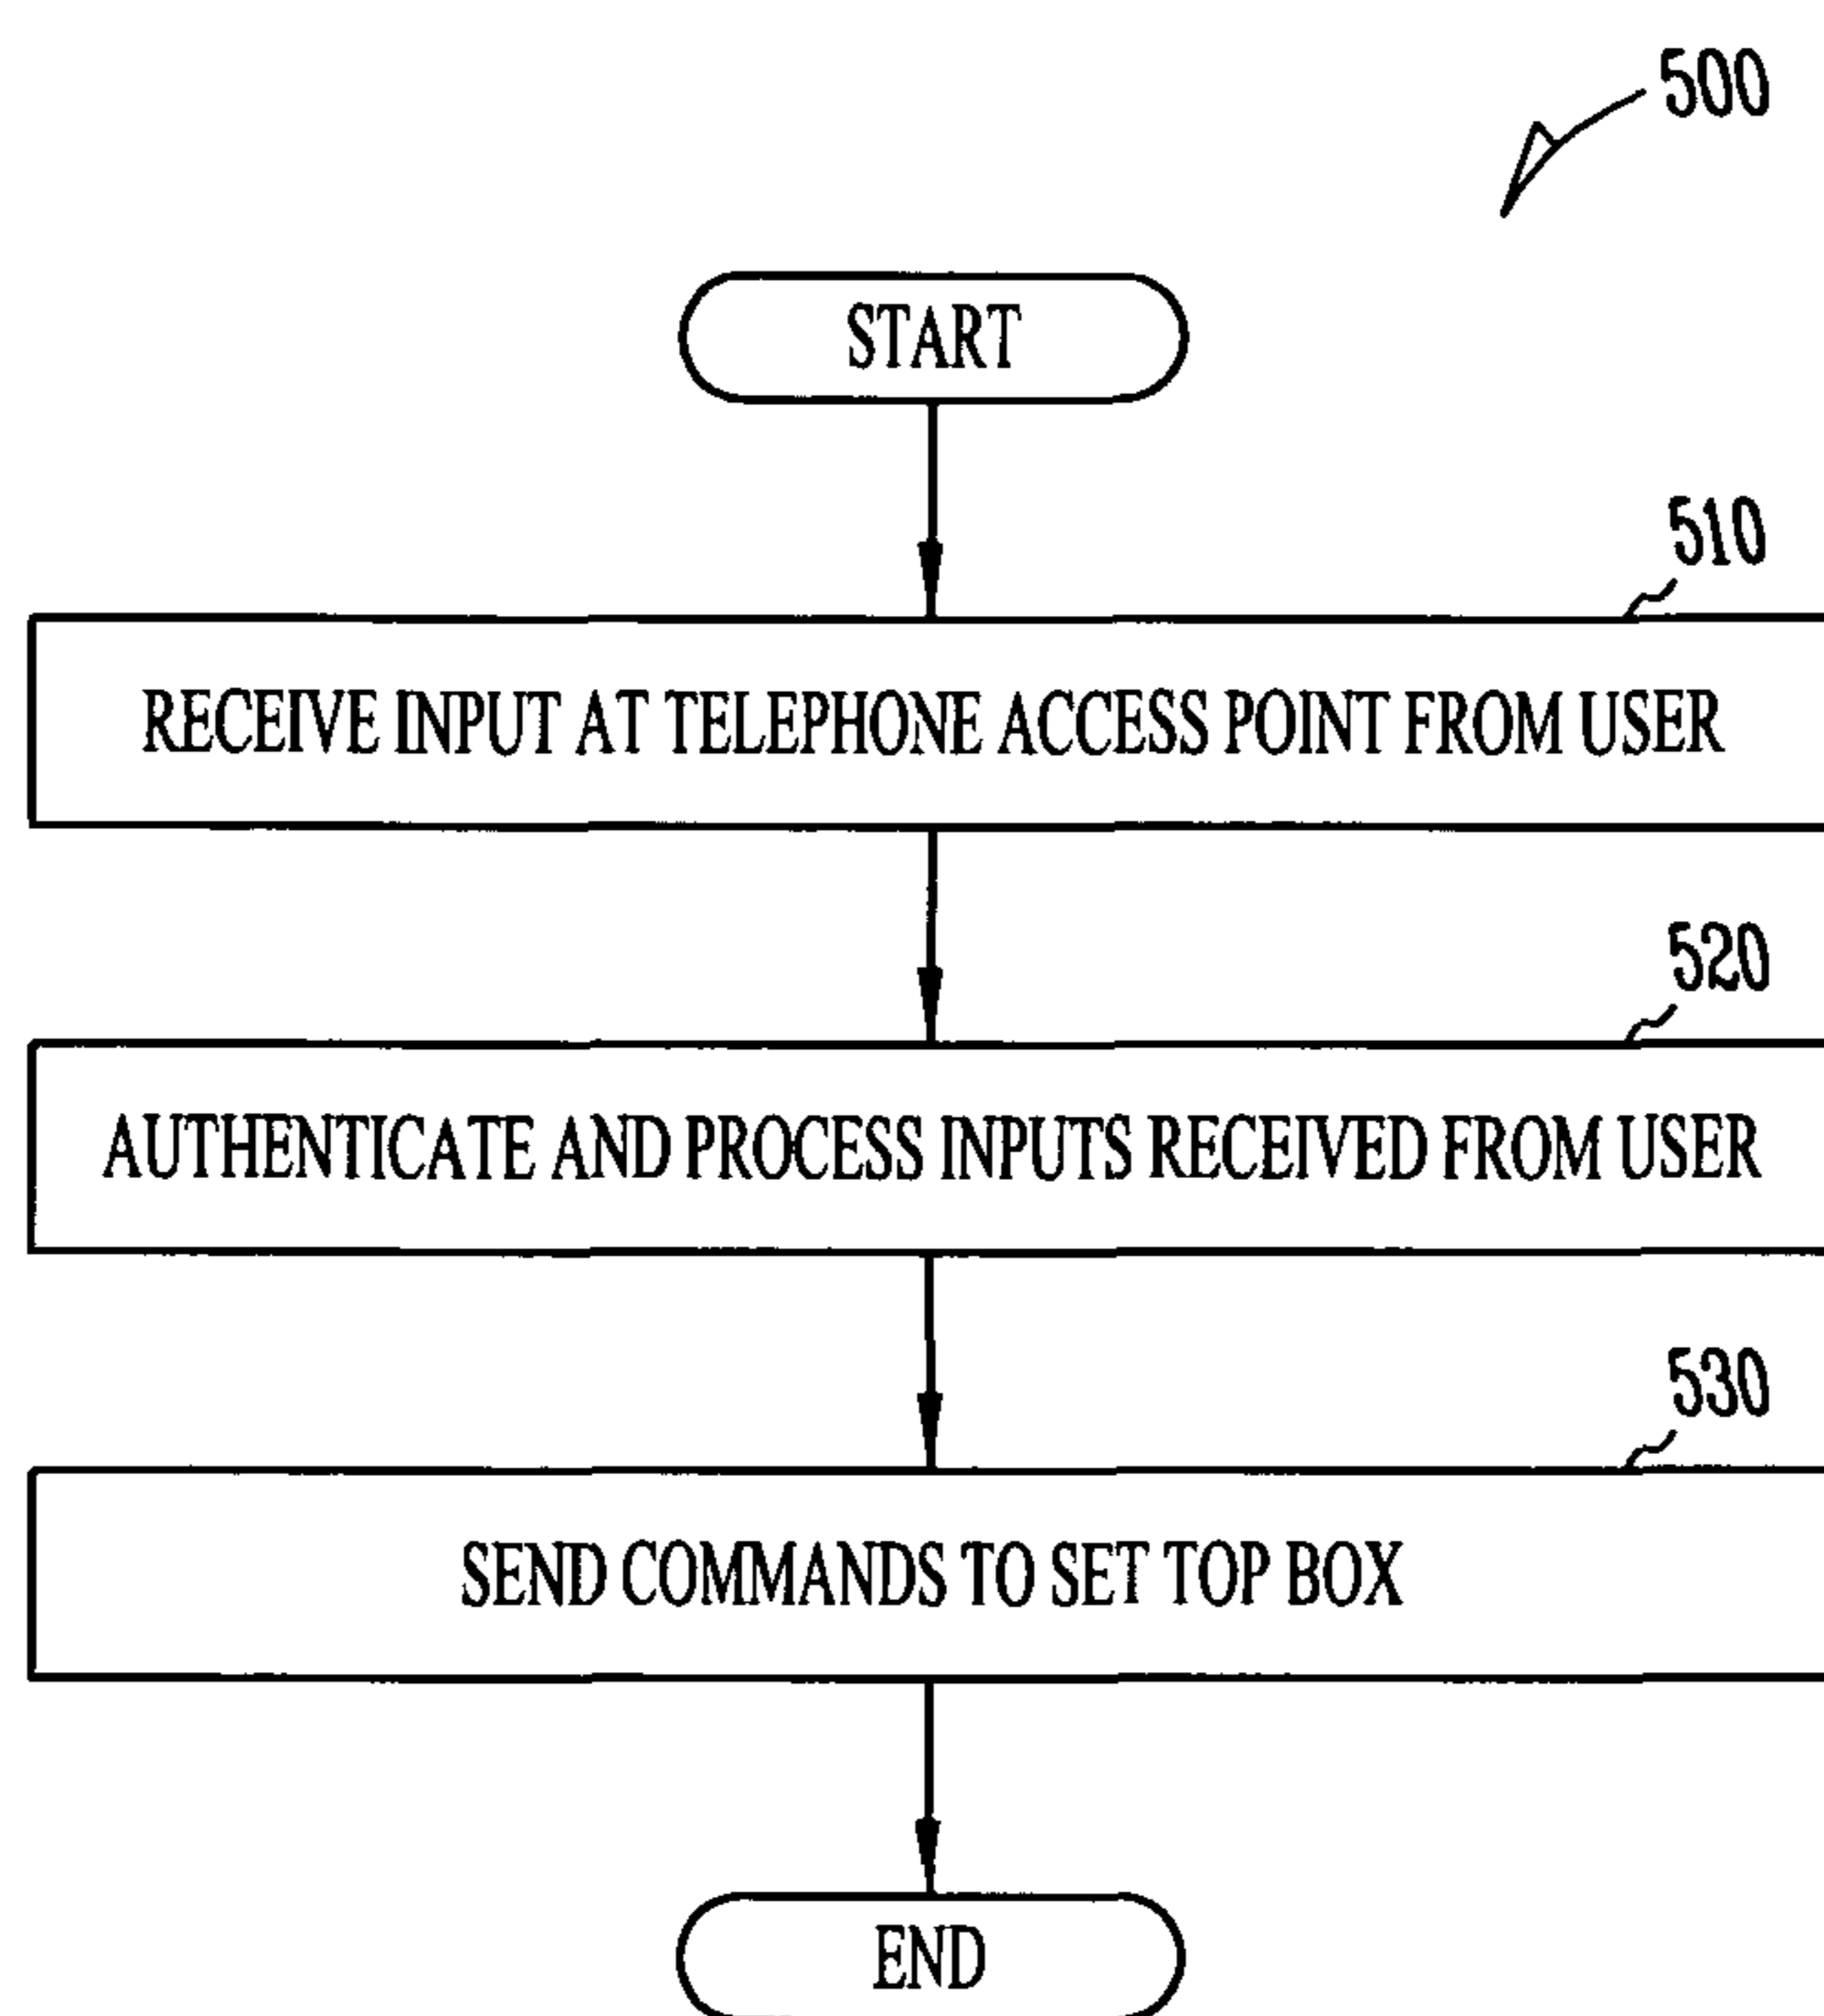 500
START
510
RECEIVE INPUT AT TELEPHONE ACCESS POINT FROM USER
520
AUTHENTICATE AND PROCESS INPUTS RECEIVED FROM USER
530
SEND COMMANDS TO SET TOP BOX
END